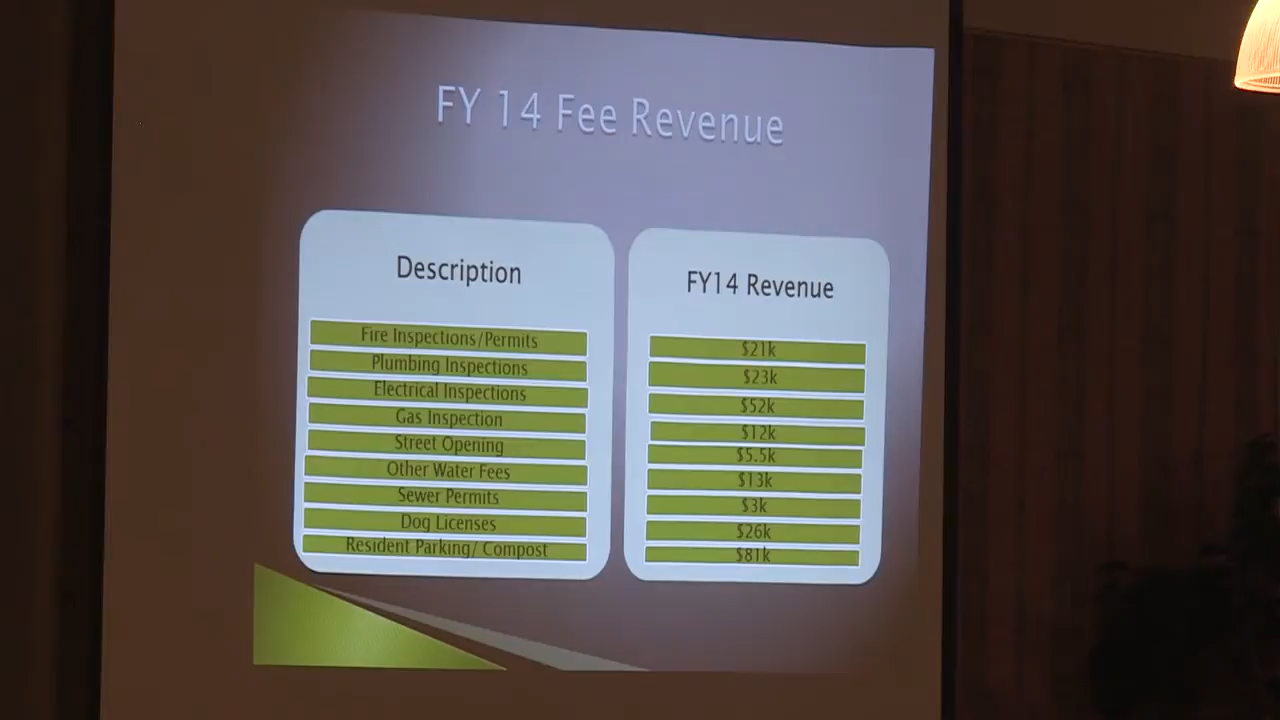 FY 14 Fee Revenue
Description
FY14 Revenue
Fire Inspections/Permits
$21k
Plumbing Inspections
$23k
Electrical Inspections
$52k
Gas Inspection
$12k
Street Opening
$5.5k
Other Water Fees
$13k
Sewer Permits
$3k
Dog Licenses
$26k
Resident Parking/ Compost
$81k